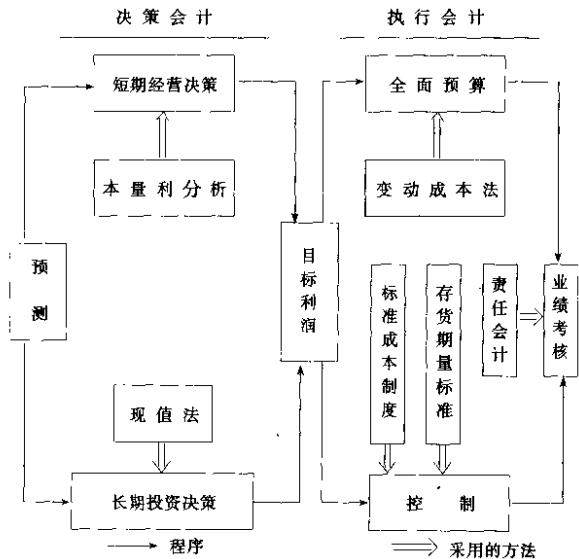 决策会计
执行会计
短期经营决策
全面预算
本量利分析
变动成本法
预测
目标利润
标准成本制度
存货期量标准
责任会计
业绩考核
现值法
长期投资决策
控制
程序
采用的方法